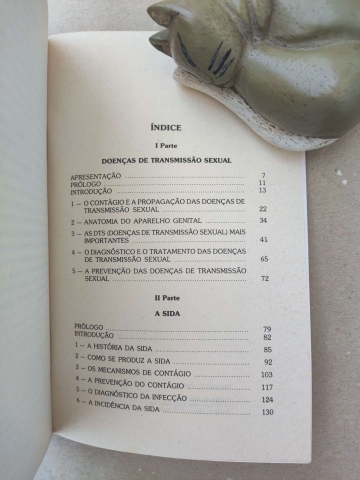 ÍNDICE
I Parte
DOENÇAS DE TRANSMISSÃO SEXUAL
APRESENTAÇÃO 7
PRÓLOGO 11
INTRODUÇÃO 13
1 — O CONTÁGIO E A PROPAGAÇÃO DAS DOENÇAS DE
TRANSMISSÃO SEXUAL 22
2 — ANATOMIA DO APARELHO GENITAL 34
3 — AS DTS (DOENÇAS DE TRANSMISSÃO SEXUAL) MAIS
IMPORTANTES 41
4 — O DIAGNÓSTICO E O TRATAMENTO DAS DOENÇAS
DE TRANSMISSÃO SEXUAL 65
5 — A PREVENÇÃO DAS DOENÇAS DE TRANSMISSÃO
SEXUAL 72
II Parte
A SIDA
PRÓLOGO 79
INTRODUÇÃO 82
1 — A HISTÓRIA DA SIDA 85
2 — COMO SE PRODUZ A SIDA 92
3 — OS MECANISMOS DE CONTÁGIO 103
4 — A PREVENÇÃO DO CONTÁGIO 117
5 — O DIAGNÓSTICO DA INFECÇÃO 124
6 — A INCIDÊNCIA DA SIDA 130